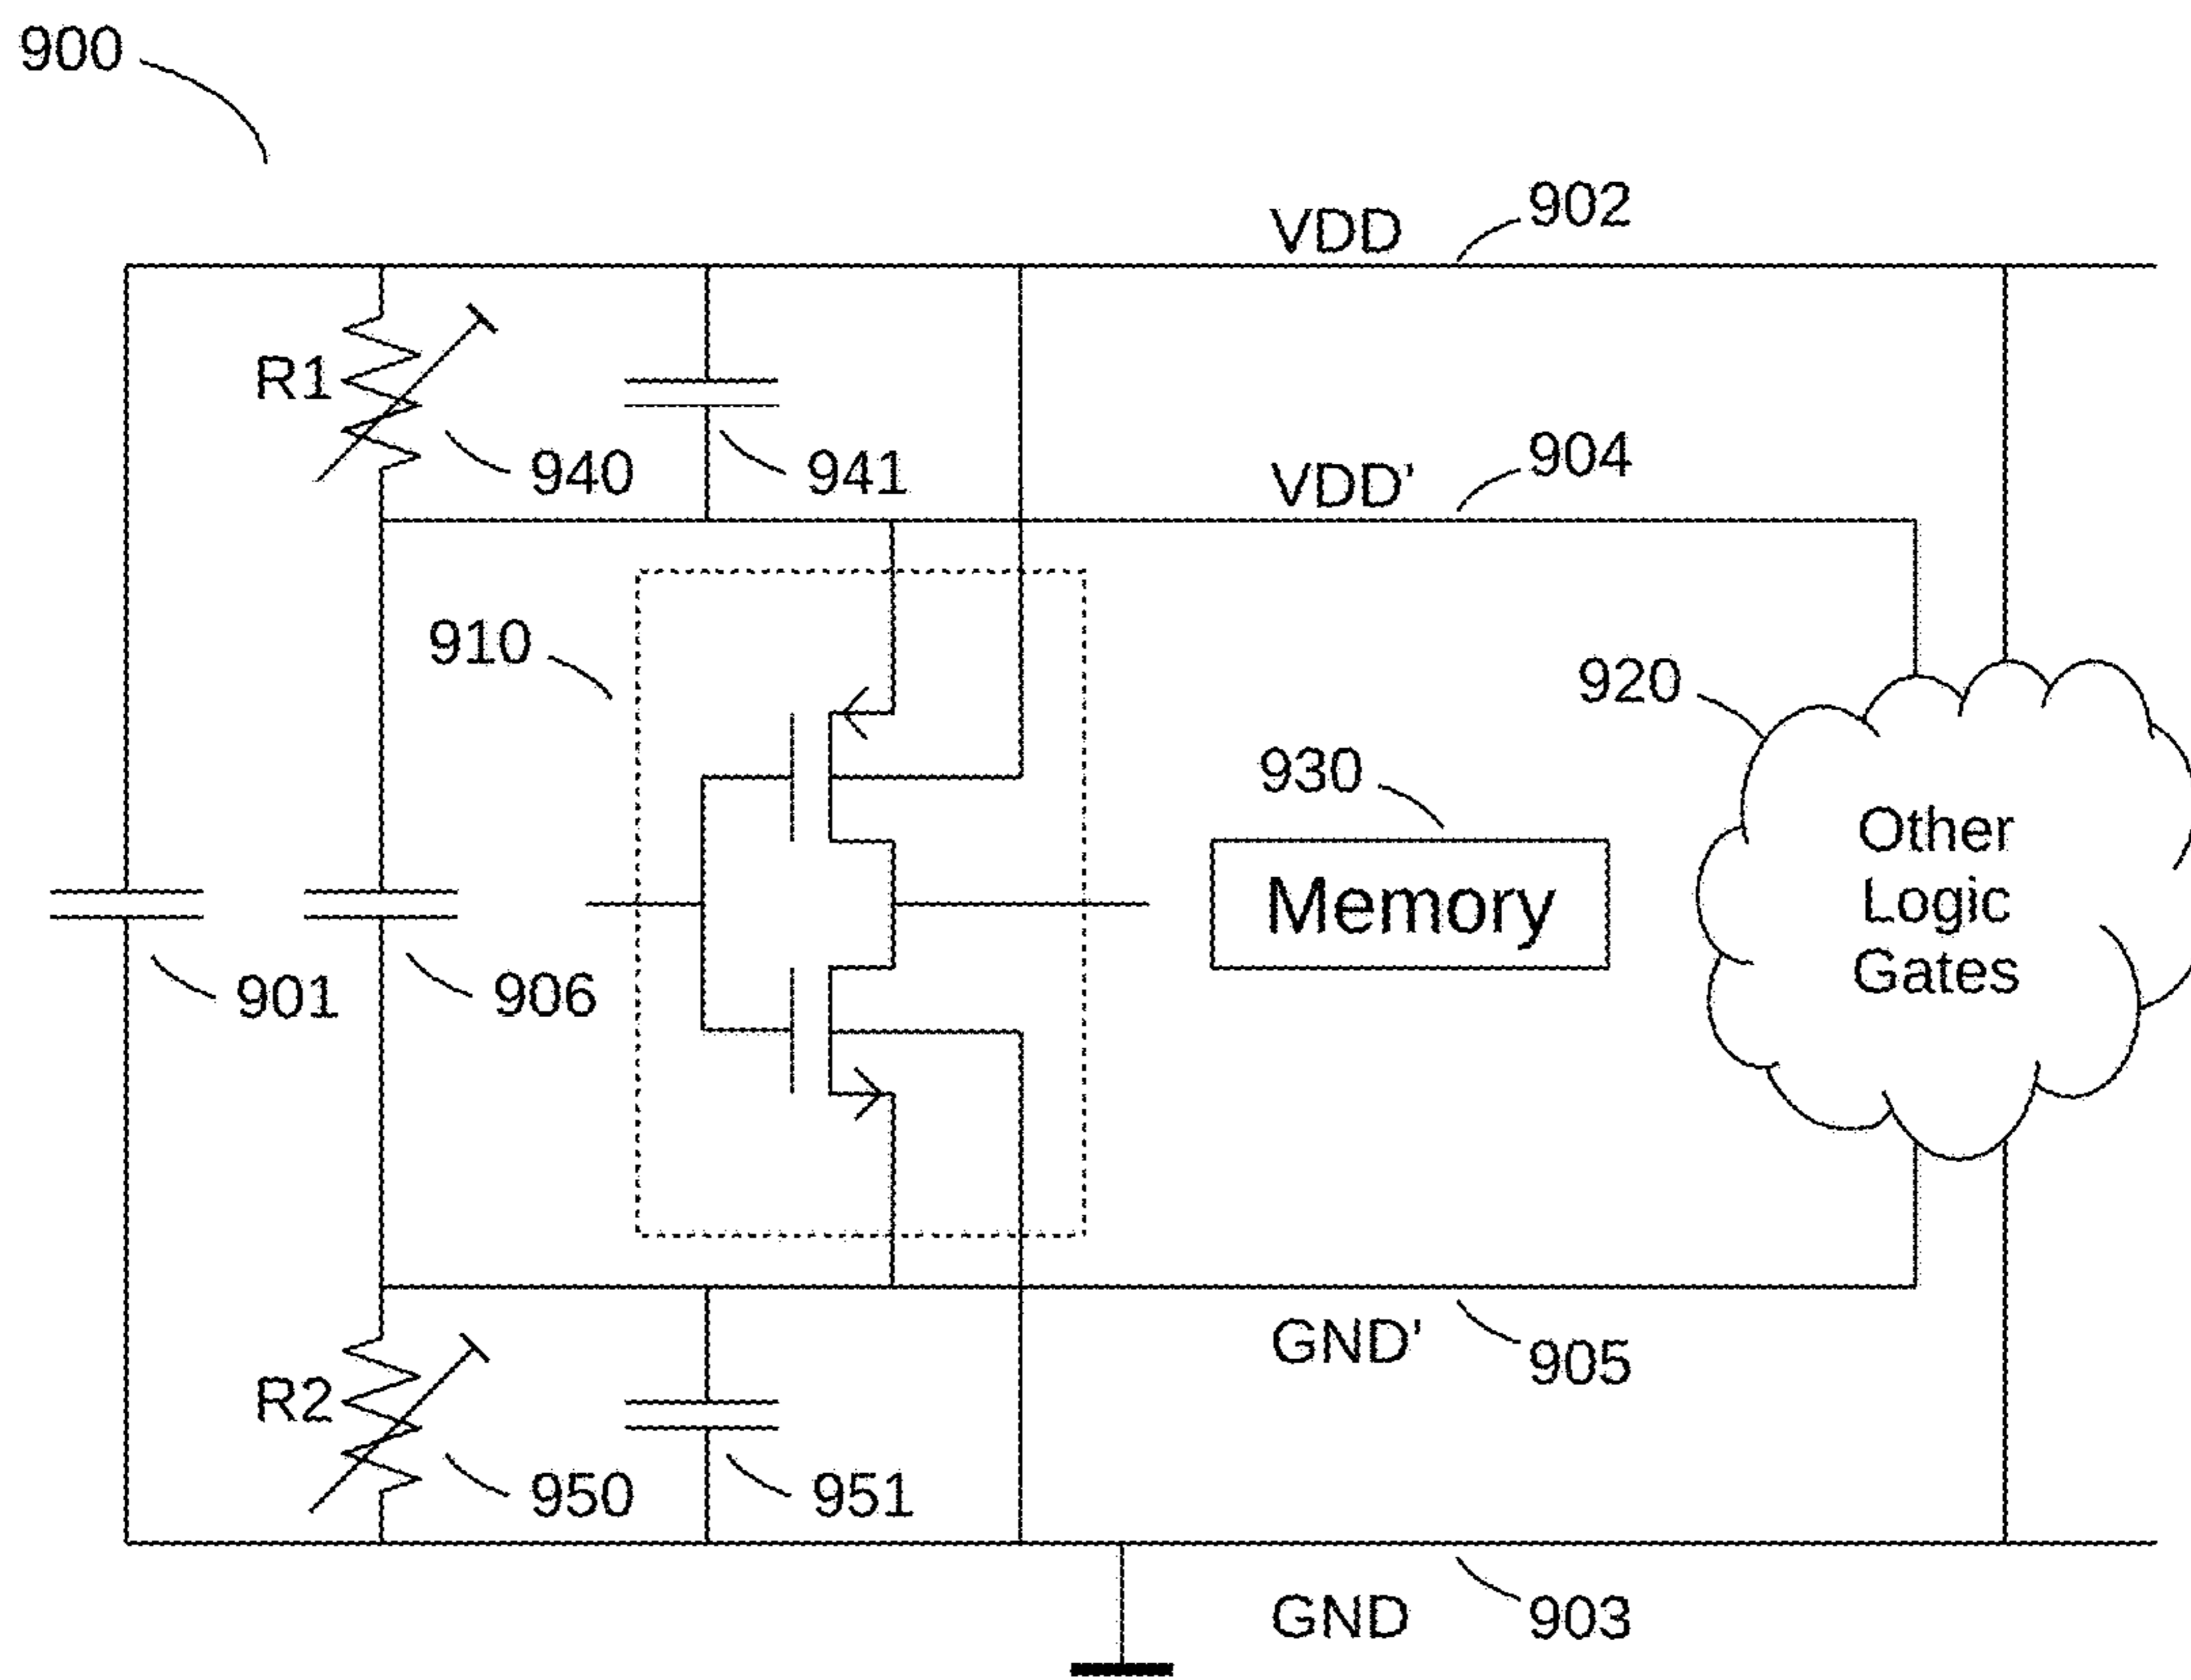 900
902
VDD
R1
940
941
904
VDD'
910
920
930
Memory
Other
Logic
Gates
901
906
GND'
905
R2
950
951
GND
903